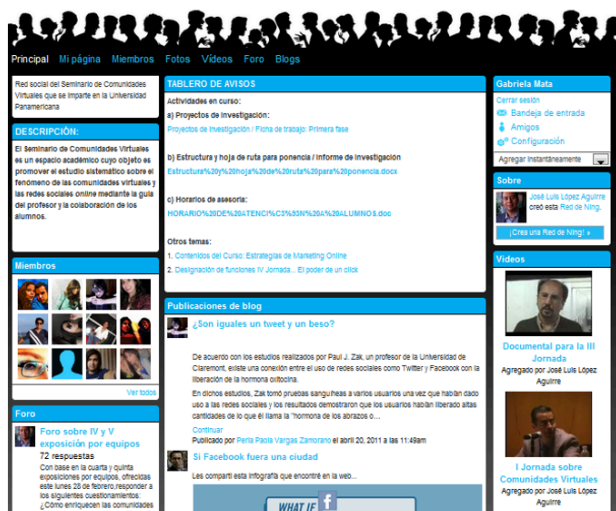 Principal Mi página Miembros Fotos Vídeos Foro Blogs
Red social del Seminario de Comunidades
Virtuales que se imparte en la Universidad
Panamericana
DESCRIPCIÓN:
El Seminario de Comunidades Virtuales
es un espacio académico cuyo objeto es
promover el estudio sistemático sobre el
fenómeno de las comunidades virtuales y
las redes sociales online mediante la guía
del profesor y la colaboración de los
alumnos.
Miembros
Ver todos
Foro
Foro sobre IV y V
exposición por equipos
72 respuestas
Con base en la cuarta y quinta
exposiciones por equipos, ofrecidas
este lunes 28 de febrero,responder a
los siguientes cuestionamientos:
¿Cómo enriquecen las comunidades
TABLERO DE AVISOS
Actividades en curso:
a) Proyectos de investigación:
Proyectos de Investigación / Ficha de trabajo: Primera fase
b) Estructura y hoja de ruta para ponencia / informe de investigación
Estructura%20y%20hoja%20de%20ruta%20para%20ponencia.docx
c) Horarios de asesoría:
HORARIO%20DE%20ATENCI%C3%93N%20A%20ALUMNOS.doc
Otros temas:
1. Contenidos del Curso: Estrategias de Marketing Online
2. Designación de funciones IV Jornada... El poder de un click
Publicaciones de blog
¿Son iguales un tweet y un beso?
De acuerdo con los estudios realizados por Paul J. Zak, un profesor de la Universidad de
Claremont, existe una conexión entre el uso de redes sociales como Twitter y Facebook con la
liberación de la hormona oxitocina.
En dichos estudios, Zak tomó pruebas sanguíneas a varios usuarios una vez que habían dado
uso a las redes sociales y los resultados demostraron que los usuarios habían liberado altas
cantidades de lo que él llama la "hormona de los abrazos o…
Continuar
Publicado por Perla Paola Vargas Zamorano el abril 20, 2011 a las 11:49am
Si Facebook fuera una ciudad
Les comparti esta infografía que encontré en la web...
WHAT IF f
Gabriela Mata
Cerrar sesión
Bandeja de entrada
Amigos
Configuración
Agregar instantáneamente
Sobre
José Luis López Aguirre
creó esta Red de Ning.
¡Crea una Red de Ning! »
Videos
Documental para la III
Jornada
Agregado por José Luis López
Aguirre
I Jornada sobre
Comunidades Virtuales
Agregado por José Luis López
Aguirre